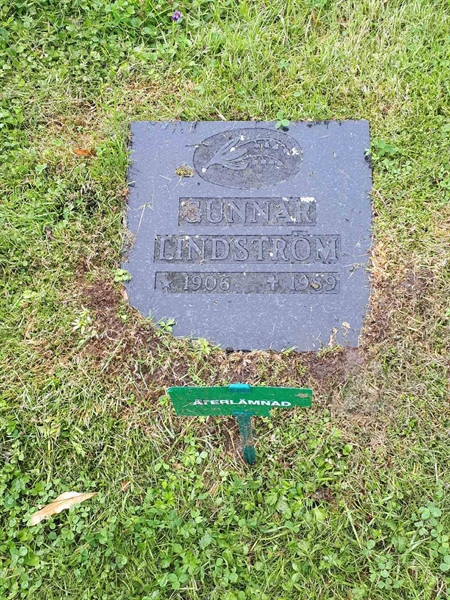 GUNNAR
LINDSTRÖM
* 1906 + 1989
ÅTERLÄMNAD